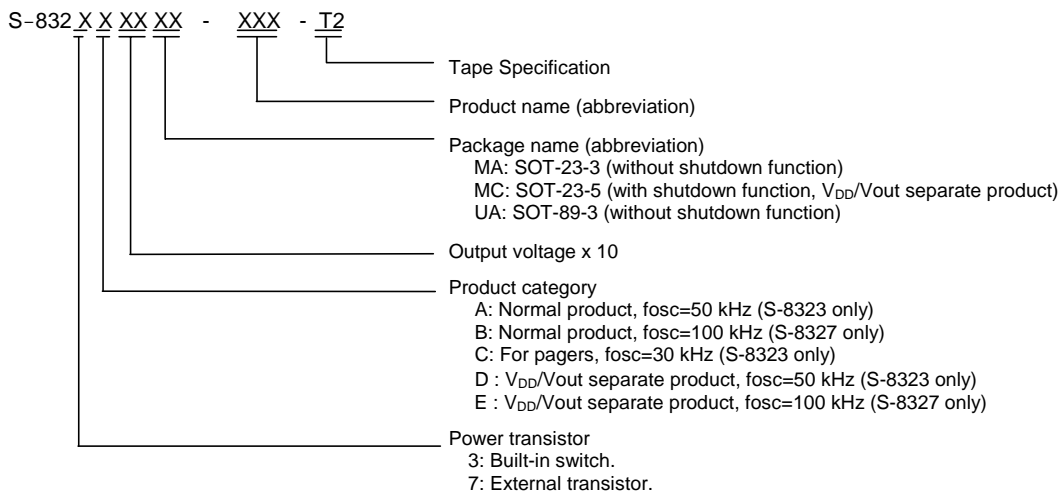 S-832 X X XX XX - XXX - T2
Tape Specification
Product name (abbreviation)
Package name (abbreviation)
MA: SOT-23-3 (without shutdown function)
MC: SOT-23-5 (with shutdown function, VDD/Vout separate product)
UA: SOT-89-3 (without shutdown function)
Output voltage x 10
Product category
A: Normal product, fosc=50 kHz (S-8323 only)
B: Normal product, fosc=100 kHz (S-8327 only)
C: For pagers, fosc=30 kHz (S-8323 only)
D : VDD/Vout separate product, fosc=50 kHz (S-8323 only)
E : VDD/Vout separate product, fosc=100 kHz (S-8327 only)
Power transistor
3: Built-in switch.
7: External transistor.